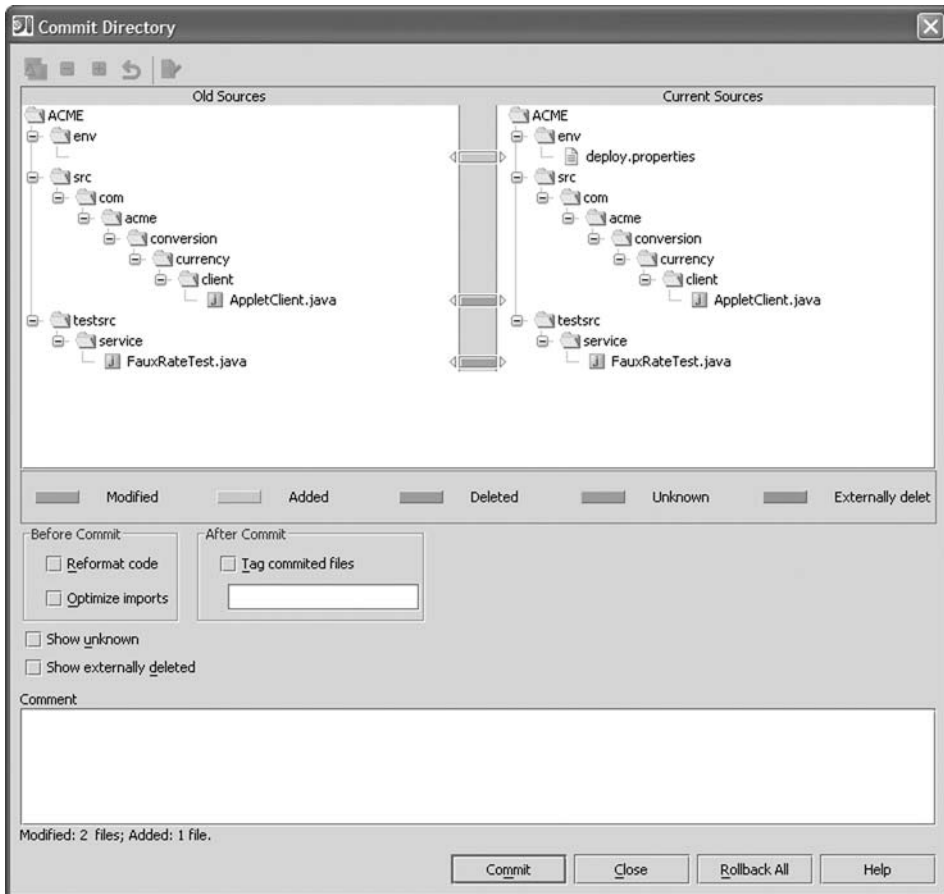 Commit Directory
Old Sources
Current Sources
ACME
env
src
com
acme
conversion
currency
client
AppletClient.java
testsrc
service
FauxRateTest.java
ACME
env
deploy.properties
src
com
acme
conversion
currency
client
AppletClient.java
testsrc
service
FauxRateTest.java
Modified
Added
Deleted
Unknown
Externally delet
Before Commit
Reformat code
Optimize imports
After Commit
Tag commited files
Show unknown
Show externally deleted
Comment
Modified: 2 files; Added: 1 file.
Commit
Close
Rollback All
Help